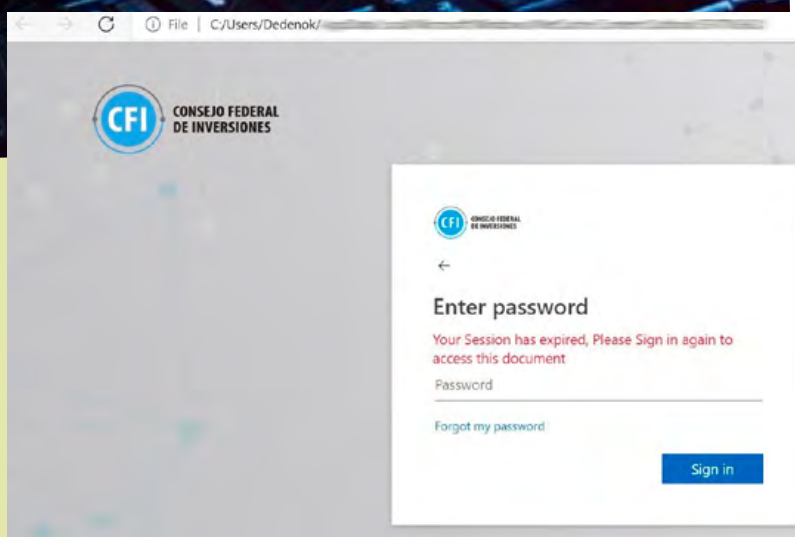 File | C:/Users/Dedenok/
CFI CONSEJO FEDERAL
DE INVERSIONES
CFI CONSEJO FEDERAL
DE INVERSIONES
Enter password
Your Session has expired, Please Sign in again to
access this document
Password
Forgot my password
Sign in